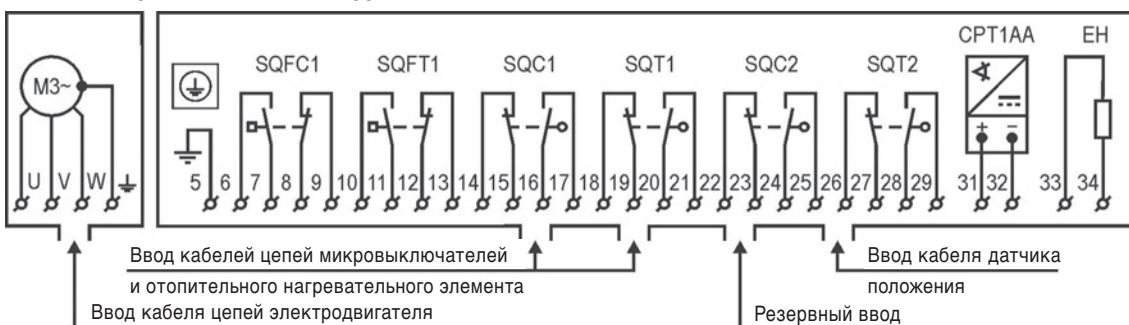 CPT1AA EH
SQFC1 SQFT1 SQC1 SQT1 SQC2 SQT2
M3~
+ −
U V W 5 6 7 8 9 10 11 12 13 14 15 16 17 18 19 20 21 22 23 24 25 26 27 28 29 31 32 33 34
Ввод кабелей цепей микровыключателей
и отопительного нагревательного элемента
Ввод кабеля датчика
положения
Ввод кабеля цепей электродвигателя
Резервный ввод